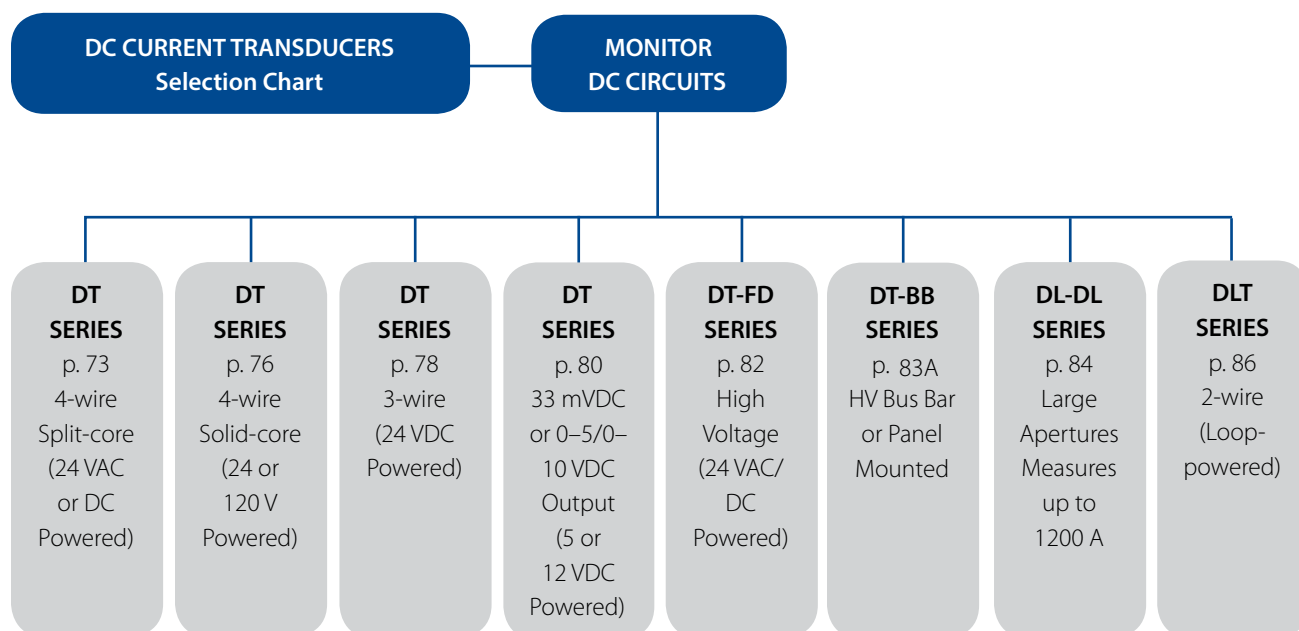 DC CURRENT TRANSDUCERS
Selection Chart
MONITOR
DC CIRCUITS
DT
SERIES
p. 73
4-wire
Split-core
(24 VAC
or DC
Powered)
DT
SERIES
p. 76
4-wire
Solid-core
(24 or
120 V
Powered)
DT
SERIES
p. 78
3-wire
(24 VDC
Powered)
DT
SERIES
p. 80
33 mVDC
or 0–5/0–
10 VDC
Output
(5 or
12 VDC
Powered)
DT-FD
SERIES
p. 82
High
Voltage
(24 VAC/
DC
Powered)
DT-BB
SERIES
p. 83A
HV Bus Bar
or Panel
Mounted
DL-DL
SERIES
p. 84
Large
Apertures
Measures
up to
1200 A
DLT
SERIES
p. 86
2-wire
(Loop-
powered)